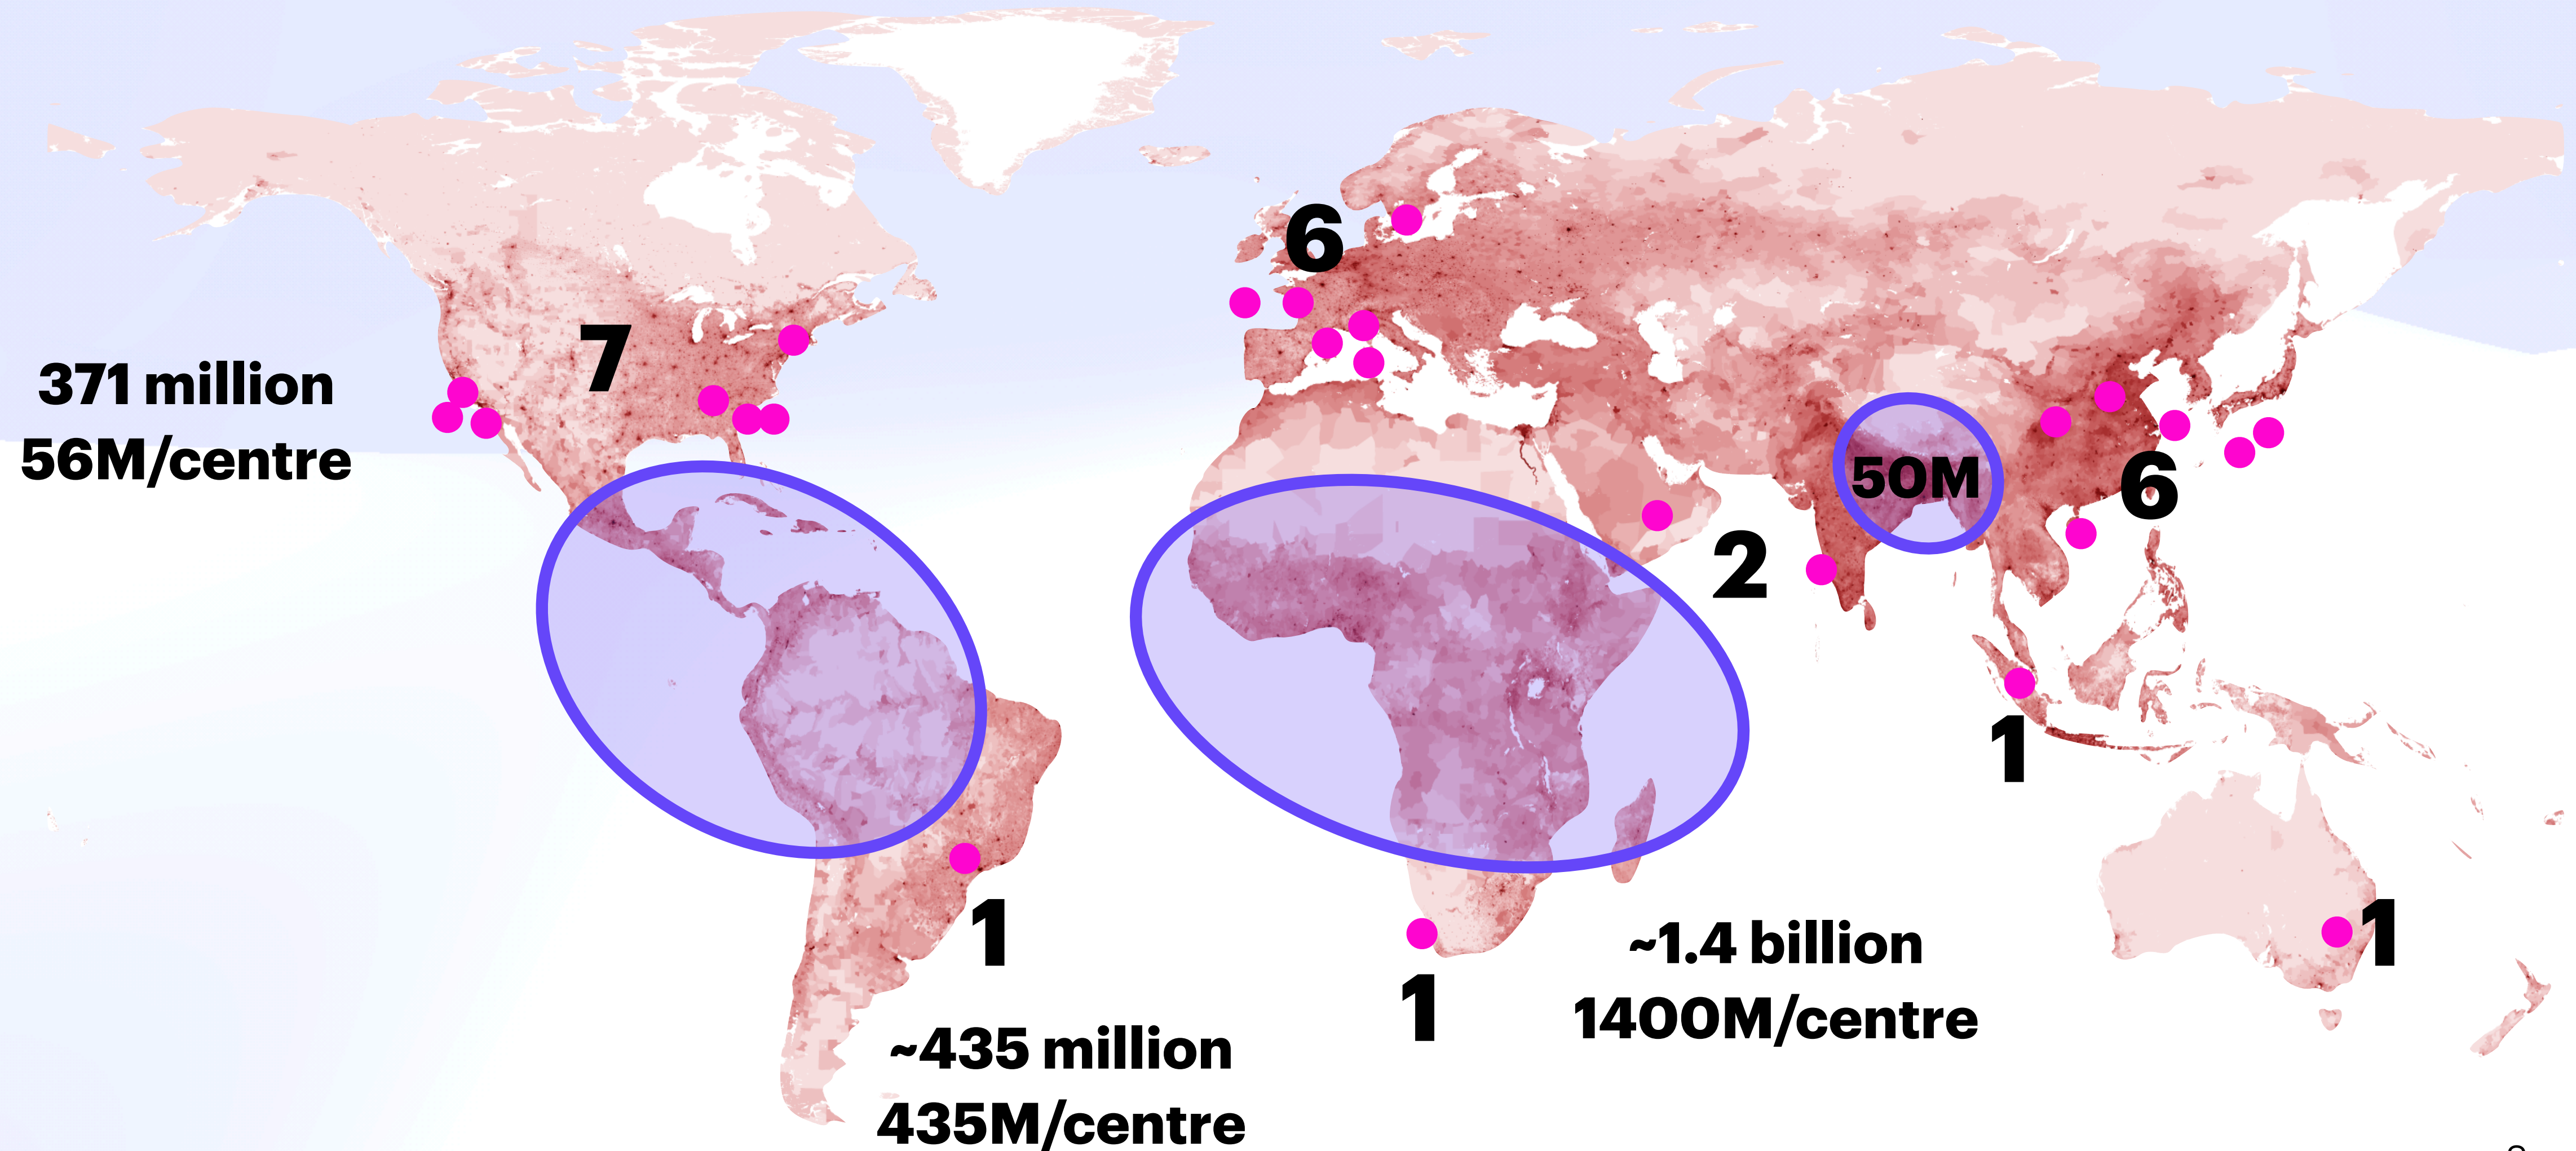 6
7
371 million
56M/centre
50M
6
2
1
1
1
1
~1.4 billion
1400M/centre
~435 million
435M/centre